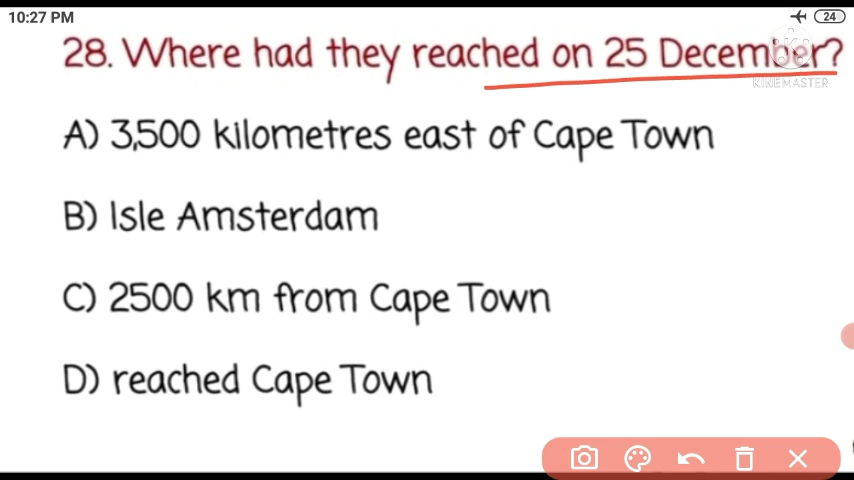 10:27 PM
24
28. Where had they reached on 25 December?
KINEMASTER
A) 3,500 kilometres east of Cape Town
B) Isle Amsterdam
C) 2500 km from Cape Town
D) reached Cape Town